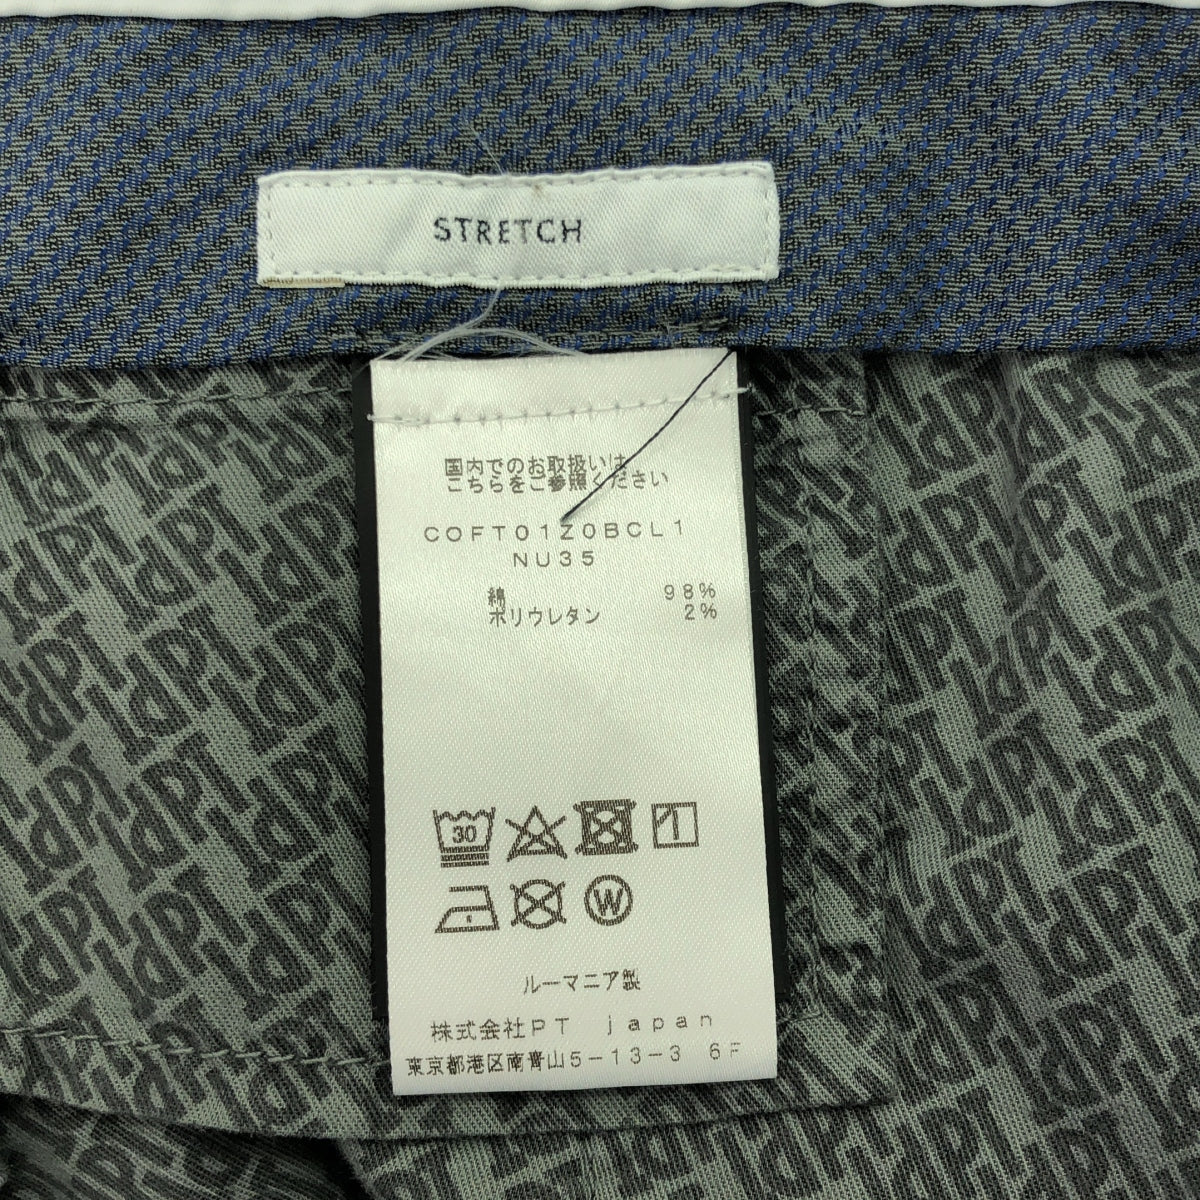 STRETCH
国内でのお取扱いは
こちらをご参照ください
COFT01Z0BCL1
NU35
綿 98%
ポリウレタン 2%
30
W
ルーマニア製
株式会社PT japan
東京都港区南青山5-13-3 6F